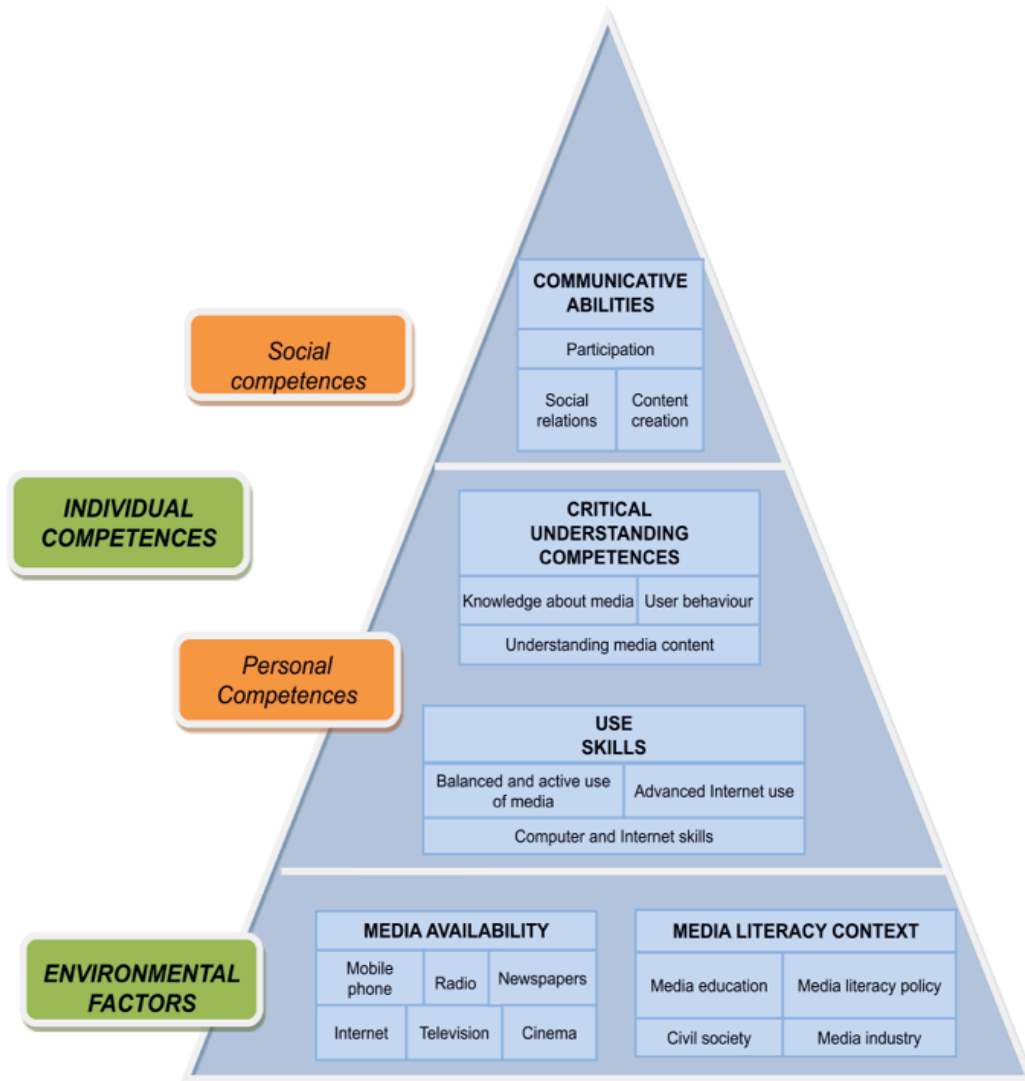 COMMUNICATIVE
ABILITIES
Participation
Social
relations
Content
creation
Social
competences
INDIVIDUAL
COMPETENCES
CRITICAL
UNDERSTANDING
COMPETENCES
Knowledge about media
User behaviour
Understanding media content
Personal
Competences
USE
SKILLS
Balanced and active use
of media
Advanced Internet use
Computer and Internet skills
ENVIRONMENTAL
FACTORS
MEDIA AVAILABILITY
Mobile
phone
Radio
Newspapers
Internet
Television
Cinema
MEDIA LITERACY CONTEXT
Media education
Media literacy policy
Civil society
Media industry